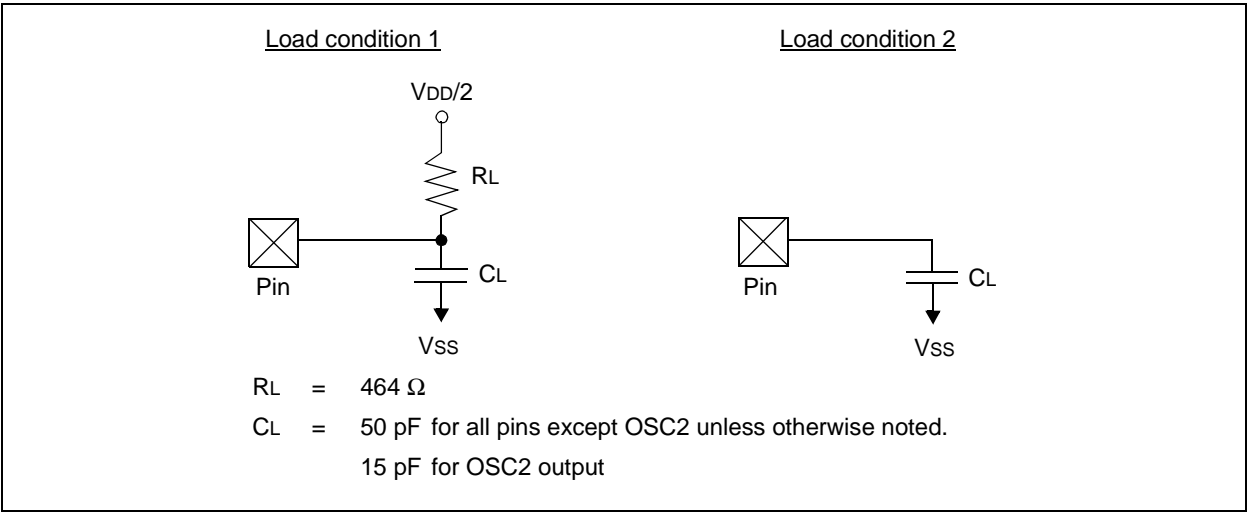 Load condition 1
Load condition 2
VDD/2
RL
CL
Pin
VSS
CL
Pin
VSS
RL = 464 Ω
CL = 50 pF for all pins except OSC2 unless otherwise noted.
15 pF for OSC2 output